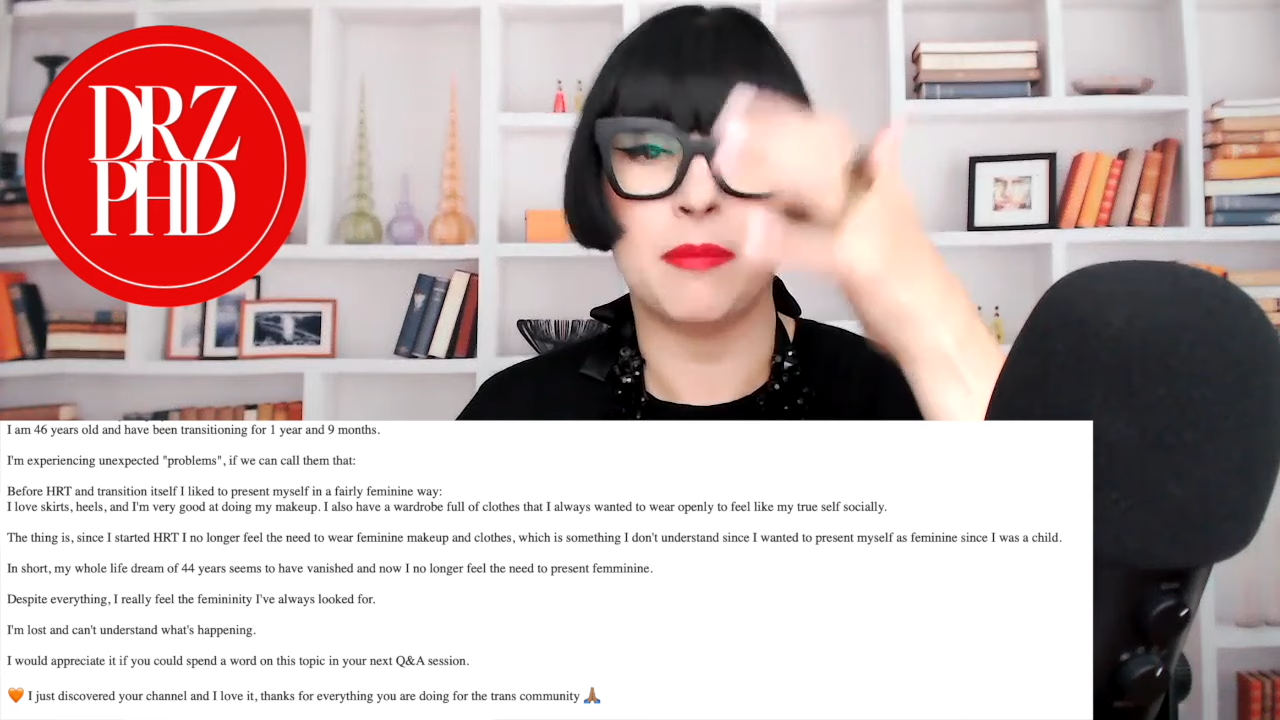 DRZ
PHD
I am 46 years old and have been transitioning for 1 year and 9 months.
I'm experiencing unexpected "problems", if we can call them that:
Before HRT and transition itself I liked to present myself in a fairly feminine way:
I love skirts, heels, and I'm very good at doing my makeup. I also have a wardrobe full of clothes that I always wanted to wear openly to feel like my true self socially.
The thing is, since I started HRT I no longer feel the need to wear feminine makeup and clothes, which is something I don't understand since I wanted to present myself as feminine since I was a child.
In short, my whole life dream of 44 years seems to have vanished and now I no longer feel the need to present femminine.
Despite everything, I really feel the femininity I've always looked for.
I'm lost and can't understand what's happening.
I would appreciate it if you could spend a word on this topic in your next Q&A session.
🧡 I just discovered your channel and I love it, thanks for everything you are doing for the trans community 🙏🏾